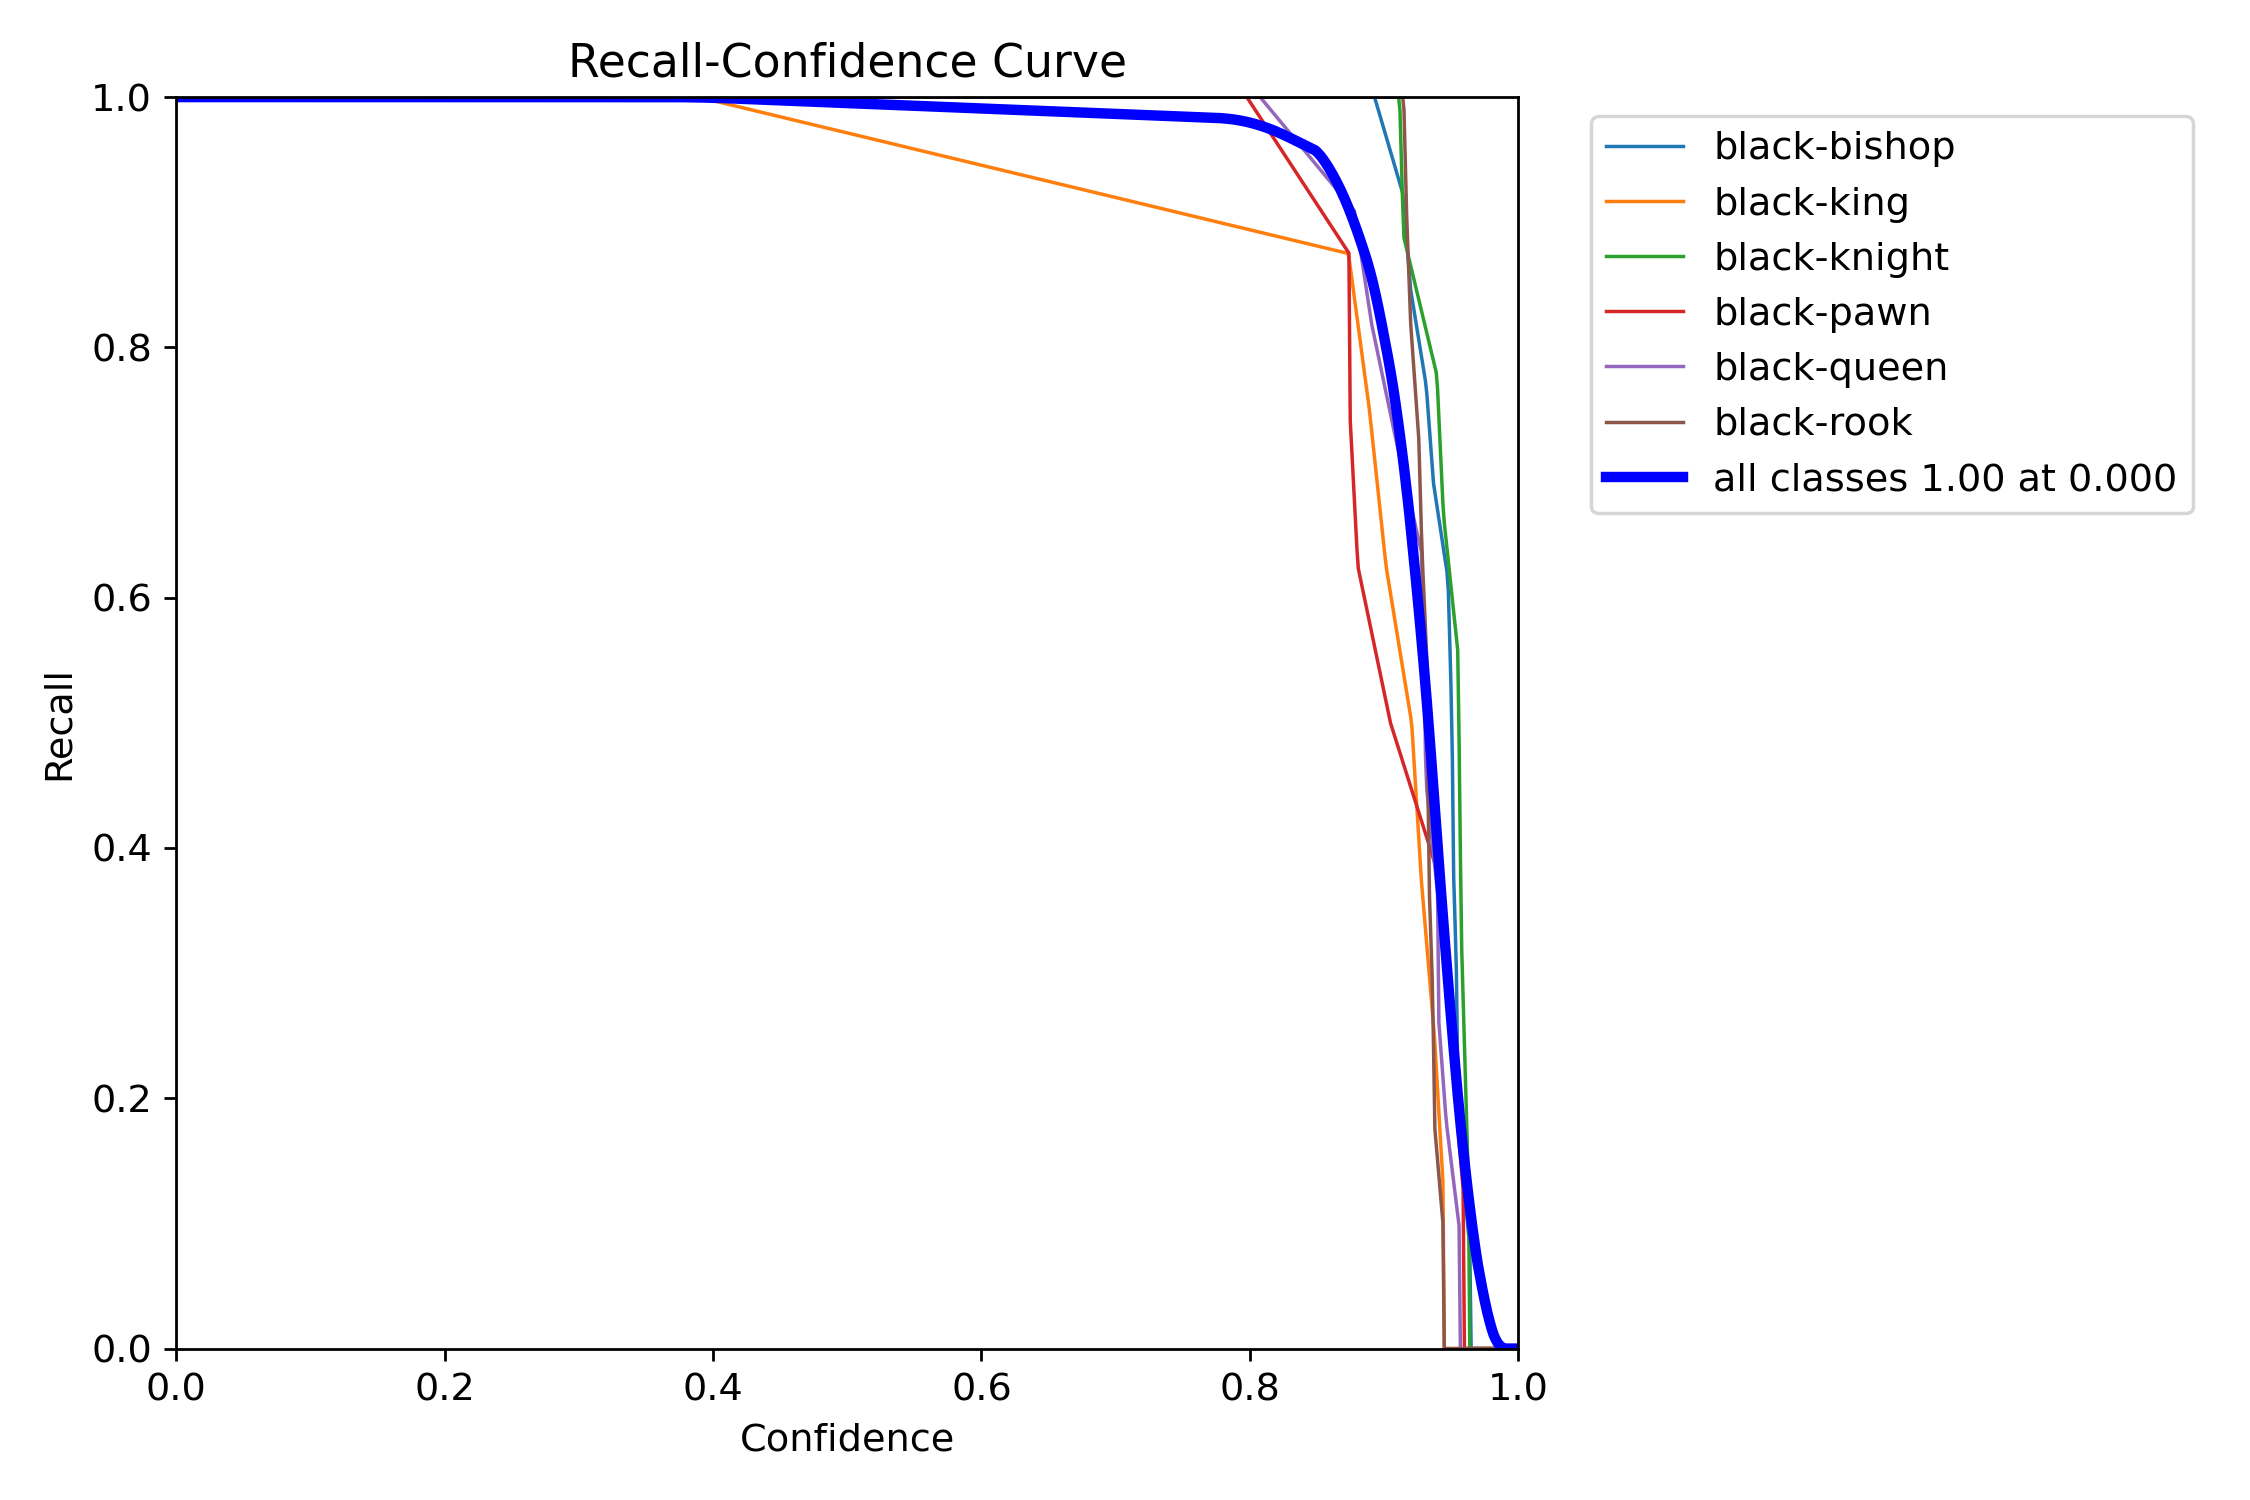 Recall-Confidence Curve
1.0
0.8
0.6
0.4
0.2
0.0
Recall
0.0 0.2 0.4 0.6 0.8 1.0
Confidence
black-bishop
black-king
black-knight
black-pawn
black-queen
black-rook
all classes 1.00 at 0.000